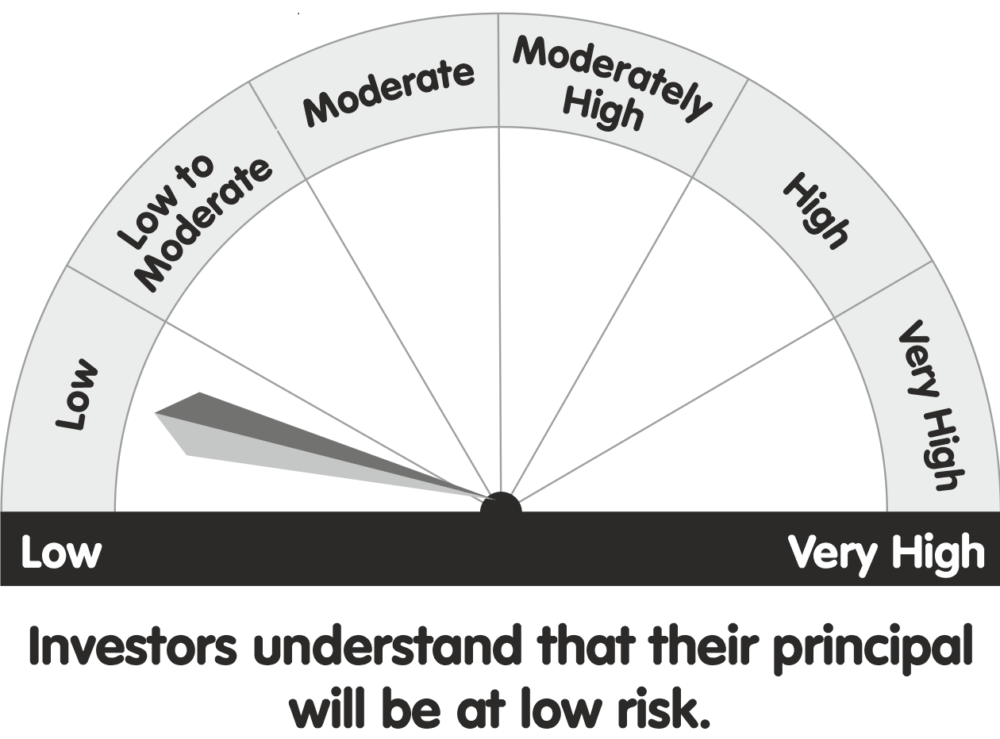 Moderate
Moderately
High
Low to
Moderate
High
Low
Very High
Low
Very High
Investors understand that their principal
will be at low risk.